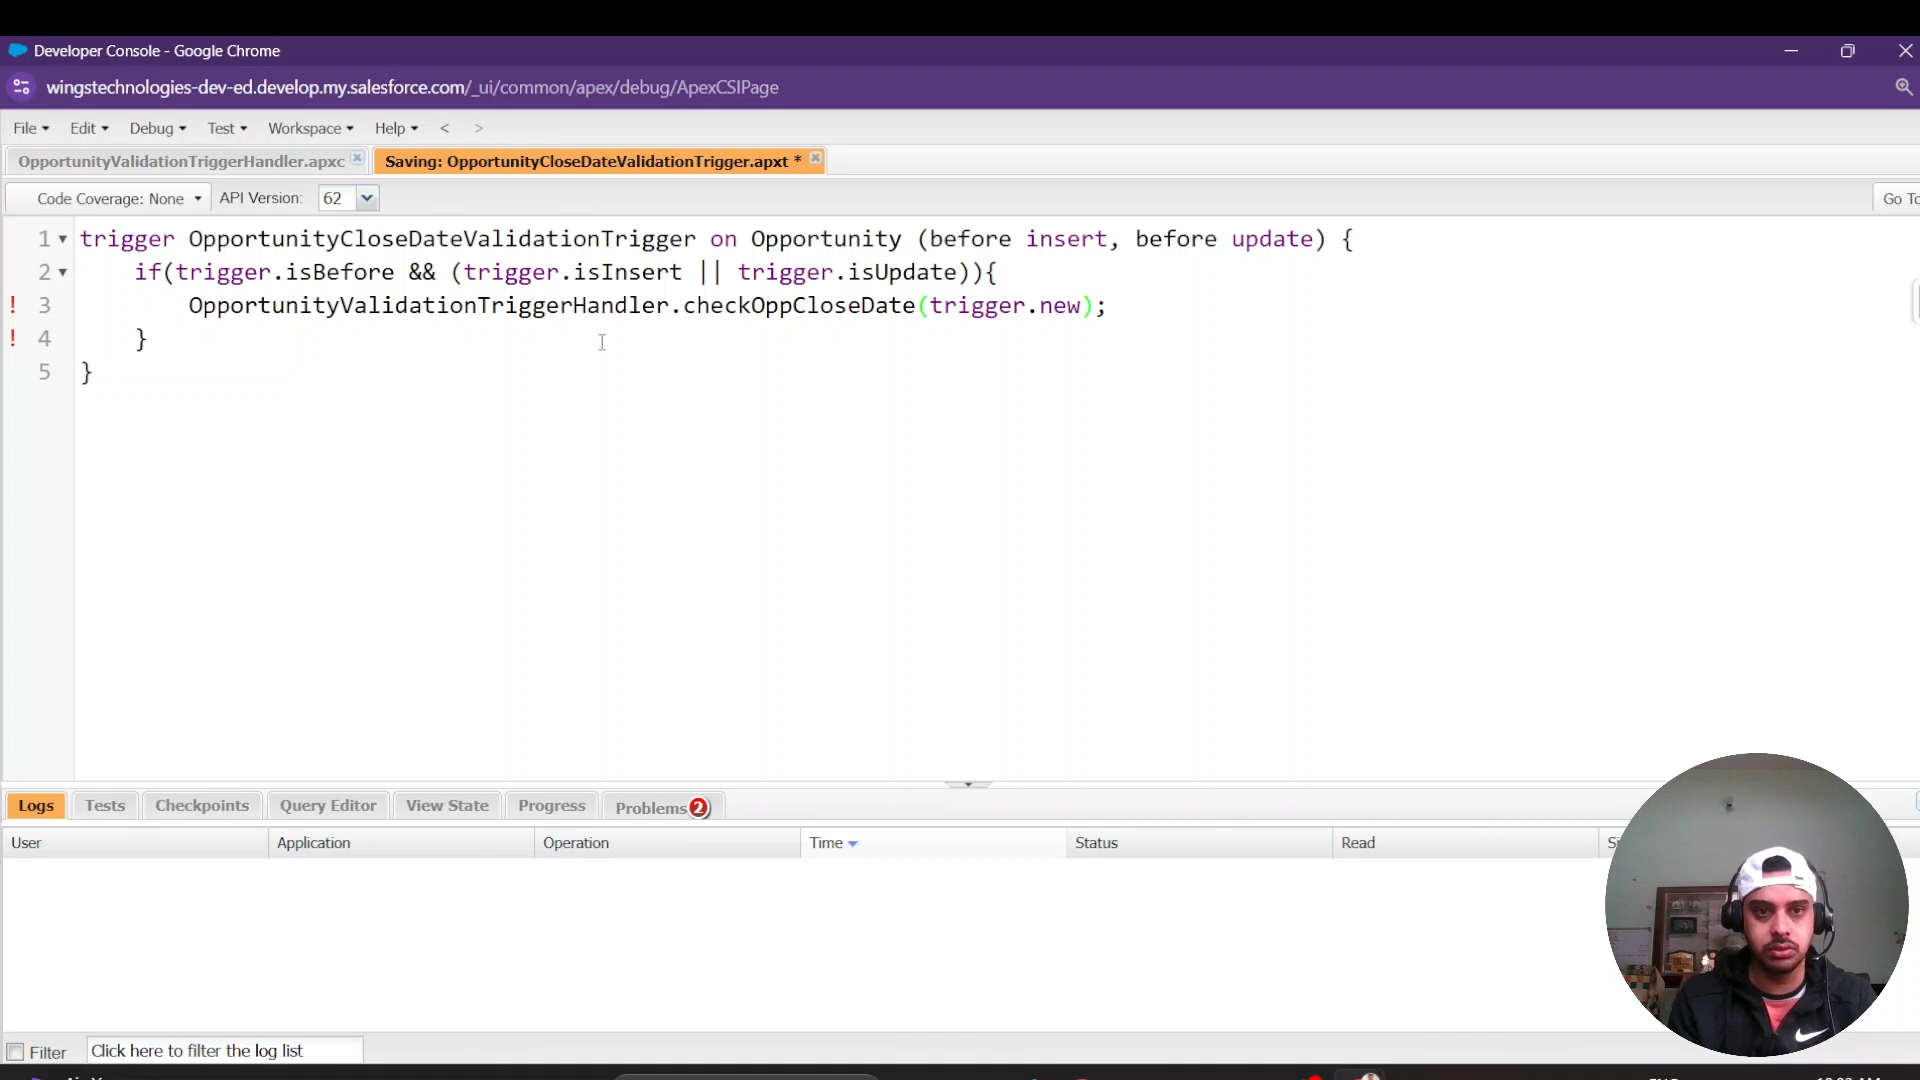 Developer Console - Google Chrome
wingstechnologies-dev-ed.develop.my.salesforce.com/_ui/common/apex/debug/ApexCSIPage
File Edit Debug Test Workspace Help < >
OpportunityValidationTriggerHandler.apxc Saving: OpportunityCloseDateValidationTrigger.apxt *
Code Coverage: None API Version: 62 Go To
1 trigger OpportunityCloseDateValidationTrigger on Opportunity (before insert, before update) {
2 if(trigger.isBefore && (trigger.isInsert || trigger.isUpdate)){
! 3 OpportunityValidationTriggerHandler.checkOppCloseDate(trigger.new);
! 4 }
5 }
Logs Tests Checkpoints Query Editor View State Progress Problems 2
User Application Operation Time Status Read
Filter Click here to filter the log list